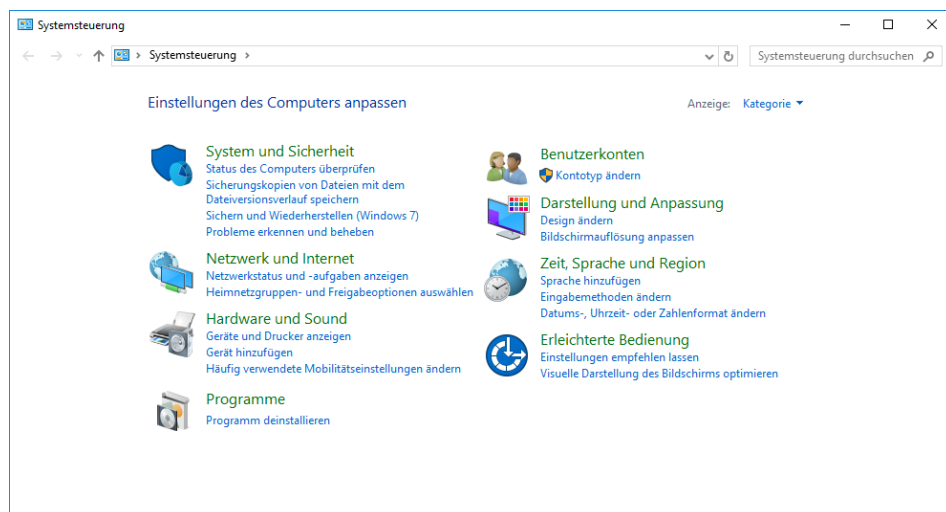 Systemsteuerung
Systemsteuerung
Systemsteuerung durchsuchen
Einstellungen des Computers anpassen
Anzeige: Kategorie
System und Sicherheit
Status des Computers überprüfen
Sicherungskopien von Dateien mit dem
Dateiversionsverlauf speichern
Sichern und Wiederherstellen (Windows 7)
Probleme erkennen und beheben
Netzwerk und Internet
Netzwerkstatus und -aufgaben anzeigen
Heimnetzgruppen- und Freigabeoptionen auswählen
Hardware und Sound
Geräte und Drucker anzeigen
Gerät hinzufügen
Häufig verwendete Mobilitätseinstellungen ändern
Programme
Programm deinstallieren
Benutzerkonten
Kontotyp ändern
Darstellung und Anpassung
Design ändern
Bildschirmauflösung anpassen
Zeit, Sprache und Region
Sprache hinzufügen
Eingabemethoden ändern
Datums-, Uhrzeit- oder Zahlenformat ändern
Erleichterte Bedienung
Einstellungen empfehlen lassen
Visuelle Darstellung des Bildschirms optimieren